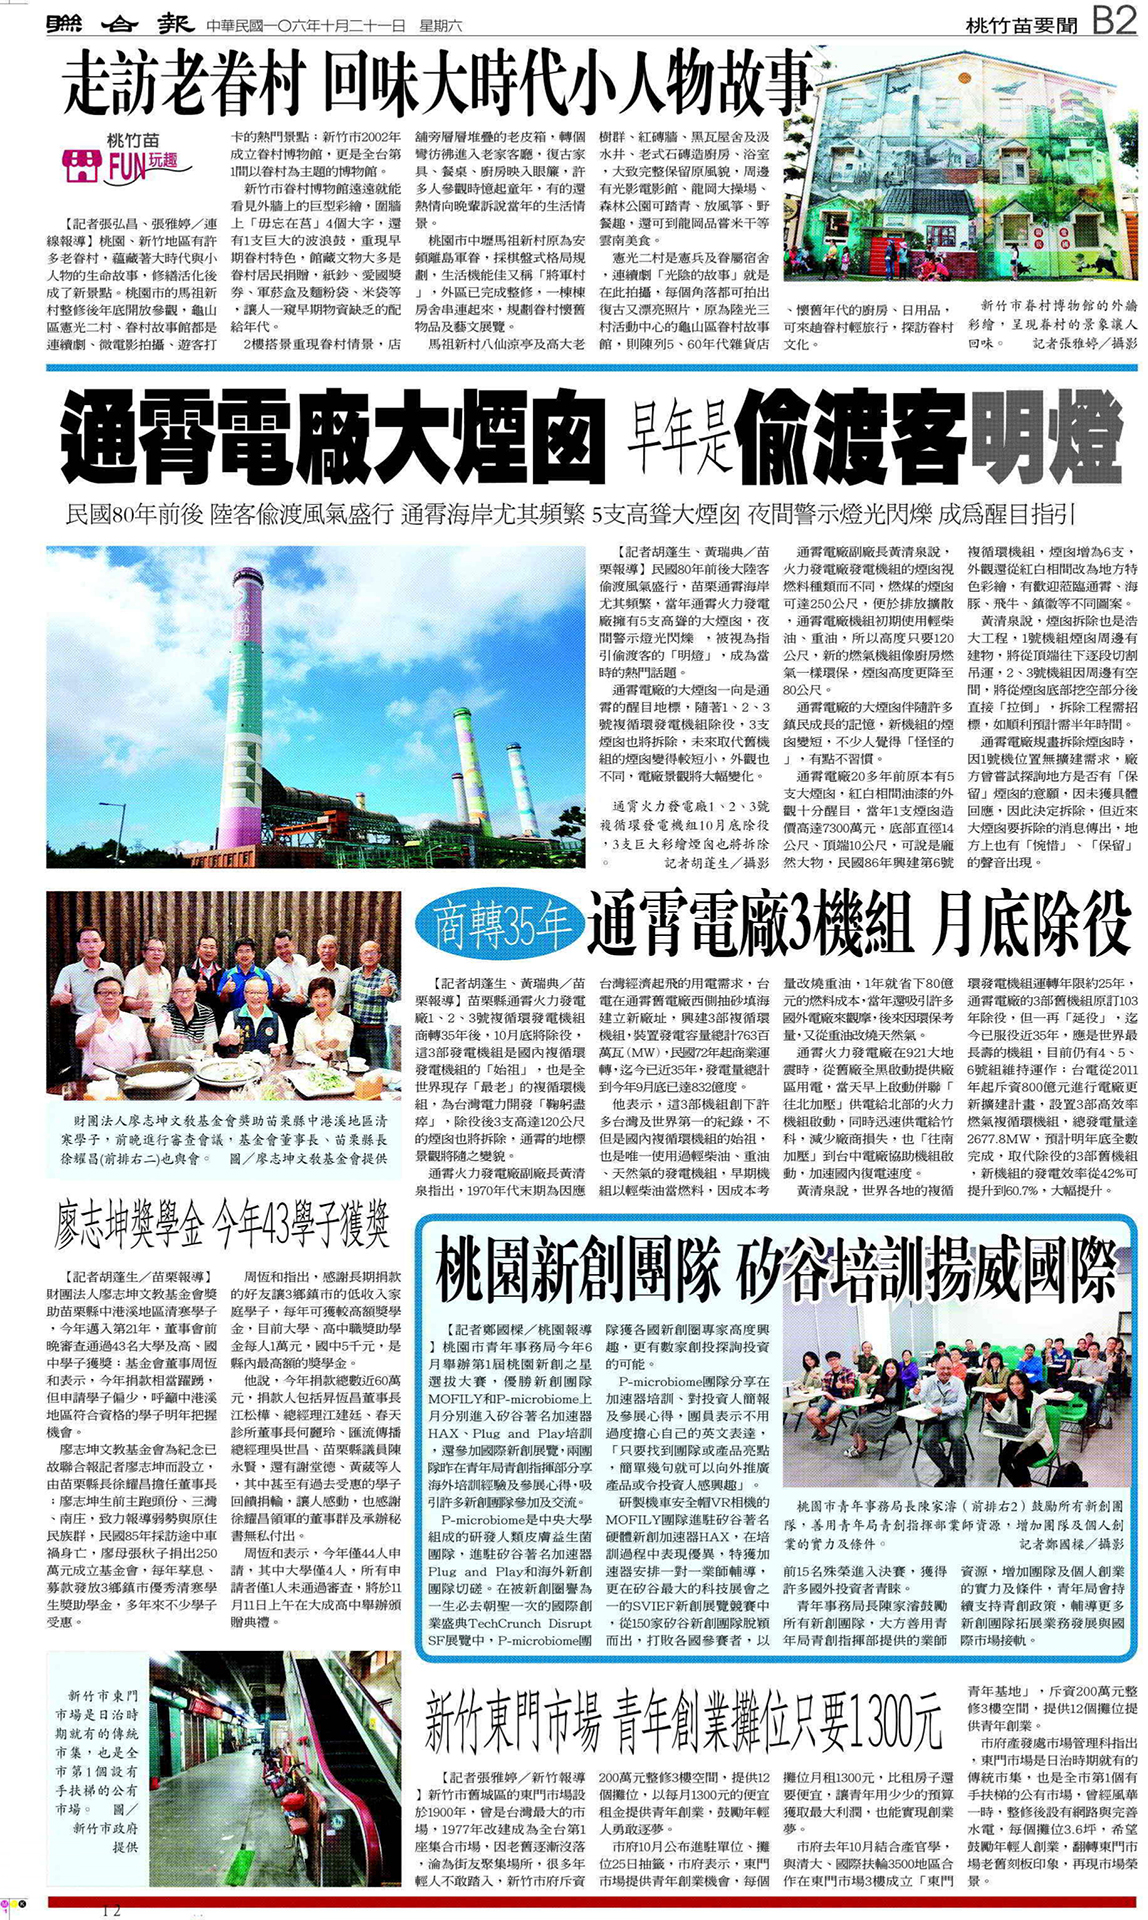 聯合報 中華民國一〇六年十月二十一日 星期六
桃竹苗要聞 B2
走訪老眷村 回味大時代小人物故事
桃竹苗
FUN玩趣
【記者張弘昌、張雅婷／連
線報導】桃園、新竹地區有許
多老眷村，蘊藏著大時代與小
人物的生命故事，修繕活化後
成了新景點。桃園市的馬祖新
村整修後年底開放參觀，龜山
區憲光二村、眷村故事館都是
連續劇、微電影拍攝、遊客打
卡的熱門景點；新竹市2002年
成立眷村博物館，更是全台第
1間以眷村為主題的博物館。
新竹市眷村博物館遠遠就能
看見外牆上的巨型彩繪，圍牆
上「毋忘在莒」4個大字，還
有1支巨大的波浪鼓，重現早
期眷村特色，館藏文物大多是
眷村居民捐贈，紙鈔、愛國獎
券、軍菸盒及麵粉袋、米袋等
，讓人一窺早期物資缺乏的配
給年代。
2樓搭景重現眷村情景，店
舖旁層層堆疊的老皮箱，轉個
彎彷彿進入老家客廳，復古家
具、餐桌、廚房映入眼簾，許
多人參觀時憶起童年，有的還
熱情向晚輩訴說當年的生活情
景。
桃園市中壢馬祖新村原為安
頓離島軍眷，採棋盤式格局規
劃，生活機能佳又稱「將軍村
」，外區已完成整修，一棟棟
房舍串連起來，規劃眷村懷舊
物品及藝文展覽。
馬祖新村八仙涼亭及高大老
樹群、紅磚牆、黑瓦屋舍及汲
水井、老式石磚造廚房、浴室
，大致完整保留原風貌，周邊
有光影電影館、龍岡大操場、
森林公園可踏青、放風箏、野
餐趣，還可到龍岡品嘗米干等
雲南美食。
憲光二村是憲兵及眷屬宿舍
，連續劇「光陰的故事」就是
在此拍攝，每個角落都可拍出
復古又漂亮照片，原為陸光三
村活動中心的龜山區眷村故事
館，則陳列5、60年代雜貨店
、懷舊年代的廚房、日用品，
可來趟眷村輕旅行，探訪眷村
文化。
新竹市眷村博物館的外牆
彩繪，呈現眷村的景象讓人
回味。 記者張雅婷／攝影
通霄電廠大煙囪 早年是偷渡客明燈
民國80年前後 陸客偷渡風氣盛行 通霄海岸尤其頻繁 5支高聳大煙囪 夜間警示燈光閃爍 成為醒目指引
【記者胡蓬生、黃瑞典／苗
栗報導】民國80年前後大陸客
偷渡風氣盛行，苗栗通霄海岸
尤其頻繁，當年通霄火力發電
廠擁有5支高聳的大煙囪，夜
間警示燈光閃爍，被視為指
引偷渡客的「明燈」，成為當
時的熱門話題。
通霄電廠的大煙囪一向是通
霄的醒目地標，隨著1、2、3
號複循環發電機組除役，3支
煙囪也將拆除，未來取代舊機
組的煙囪變得較短小，外觀也
不同，電廠景觀將大幅變化。
通霄火力發電廠1、2、3號
複循環發電機組10月底除役
，3支巨大彩繪煙囪也將拆除
。 記者胡蓬生／攝影
通霄電廠副廠長黃清泉說，
火力發電廠發電機組的煙囪視
燃料種類而不同，燃煤的煙囪
可達250公尺，便於排放擴散
，通霄電廠機組初期使用輕柴
油、重油，所以高度只要120
公尺，新的燃氣機組像廚房燃
氣一樣環保，煙囪高度更降至
80公尺。
通霄電廠的大煙囪伴隨許多
鎮民成長的記憶，新機組的煙
囪變短，不少人覺得「怪怪的
」，有點不習慣。
通霄電廠20多年前原本有5
支大煙囪，紅白相間油漆的外
觀十分醒目，當年1支煙囪造
價高達7300萬元，底部直徑14
公尺、頂端10公尺，可說是龐
然大物，民國86年興建第6號
複循環機組，煙囪增為6支，
外觀還從紅白相間改為地方特
色彩繪，有歡迎蒞臨通霄、海
豚、飛牛、鎮徽等不同圖案。
黃清泉說，煙囪拆除也是浩
大工程，1號機組煙囪周邊有
建物，將從頂端往下逐段切割
吊運，2、3號機組因周邊有空
間，將從煙囪底部挖空部分後
直接「拉倒」，拆除工程需招
標，如順利預計需半年時間。
通霄電廠規畫拆除煙囪時，
因1號機位置無擴建需求，廠
方曾嘗試探詢地方是否有「保
留」煙囪的意願，因未獲具體
回應，因此決定拆除，但近來
大煙囪要拆除的消息傳出，地
方上也有「惋惜」、「保留」
的聲音出現。
財團法人廖志坤文教基金會獎助苗栗縣中港溪地區清
寒學子，前晚進行審查會議，基金會董事長、苗栗縣長
徐耀昌(前排右二)也與會。 圖／廖志坤文教基金會提供
商轉35年 通霄電廠3機組 月底除役
【記者胡蓬生、黃瑞典／苗
栗報導】苗栗縣通霄火力發電
廠1、2、3號複循環發電機組
商轉35年後，10月底將除役，
這3部發電機組是國內複循環
發電機組的「始祖」，也是全
世界現存「最老」的複循環機
組，為台灣電力開發「鞠躬盡
瘁」，除役後3支高達120公尺
的煙囪也將拆除，通霄的地標
景觀將隨之變貌。
通霄火力發電廠副廠長黃清
泉指出，1970年代末期為因應
台灣經濟起飛的用電需求，台
電在通霄舊電廠西側抽砂填海
建立新廠址，興建3部複循環
機組，裝置發電容量總計763百
萬瓦（MW），民國72年起商業運
轉，迄今已近35年，發電量總計
到今年9月底已達832億度。
他表示，這3部機組創下許
多台灣及世界第一的紀錄，不
但是國內複循環機組的始祖，
也是唯一使用過輕柴油、重油
、天然氣的發電機組，早期機
組以輕柴油當燃料，因成本考
量改燒重油，1年就省下80億
元的燃料成本，當年還吸引許多
國外電廠來觀摩，後來因環保考
量，又從重油改燒天然氣。
通霄火力發電廠在921大地
震時，從舊廠全黑啟動提供廠
區用電，當天早上啟動併聯「
往北加壓」供電給北部的火力
機組啟動，同時迅速供電給竹
科，減少廠商損失，也「往南
加壓」到台中電廠協助機組啟
動，加速國內復電速度。
黃清泉說，世界各地的複循
環發電機組運轉年限約25年，
通霄電廠的3部舊機組原訂103
年除役，但一再「延役」，迄
今已服役近35年，應是世界最
長壽的機組，目前仍有4、5、
6號組維持運作；台電從2011
年起斥資800億元進行電廠更
新擴建計畫，設置3部高效率
燃氣複循環機組，總發電量達
2677.8MW，預計明年底全數
完成，取代除役的3部舊機組
，新機組的發電效率從42%可
提升到60.7%，大幅提升。
廖志坤獎學金 今年43學子獲獎
【記者胡蓬生／苗栗報導】
財團法人廖志坤文教基金會獎
助苗栗縣中港溪地區清寒學子
，今年邁入第21年，董事會前
晚審查通過43名大學及高、國
中學子獲獎；基金會董事周恆
和表示，今年捐款相當踴躍，
但申請學子偏少，呼籲中港溪
地區符合資格的學子明年把握
機會。
廖志坤文教基金會為紀念已
故聯合報記者廖志坤而設立，
由苗栗縣長徐耀昌擔任董事長
；廖志坤生前主跑頭份、三灣
、南庄，致力報導弱勢與原住
民族群，民國85年採訪途中車
禍身亡，廖母張秋子捐出250
萬元成立基金會，每年孳息、
募款發放3鄉鎮市優秀清寒學
生獎助學金，多年來不少學子
受惠。
周恆和指出，感謝長期捐款
的好友讓3鄉鎮市的低收入家
庭學子，每年可獲較高額獎學
金，目前大學、高中職獎助學
金每人1萬元，國中5千元，是
縣內最高額的獎學金。
他說，今年捐款總數近60萬
元，捐款人包括昇恆昌董事長
江松樺、總經理江建廷、春天
診所董事長何麗玲、匯流傳播
總經理吳世昌、苗栗縣議員陳
永賢，還有謝堂德、黃葳等人
，其中甚至有過去受惠的學子
回饋捐輸，讓人感動，也感謝
徐耀昌領軍的董事群及承辦秘
書無私付出。
周恆和表示，今年僅44人申
請，其中大學僅4人，所有申
請者僅1人未通過審查，將於11
月11日上午在大成高中舉辦頒
贈典禮。
桃園新創團隊 矽谷培訓揚威國際
【記者鄭國樑／桃園報導
】桃園市青年事務局今年6
月舉辦第1屆桃園新創之星
選拔大賽，優勝新創團隊
MOFILY和P-microbiome上
月分別進入矽谷著名加速器
HAX、Plug and Play培訓
，還參加國際新創展覽，兩團
隊昨在青年局青創指揮部分享
海外培訓經驗及參展心得，吸
引許多新創團隊參加及交流。
P-microbiome是中央大學
組成的研發人類皮膚益生菌
團隊，進駐矽谷著名加速器
Plug and Play和海外新創
團隊切磋。在被新創圈譽為
一生必去朝聖一次的國際創
業盛典TechCrunch Disrupt
SF展覽中，P-microbiome團
隊獲各國新創圈專家高度興
趣，更有數家創投探詢投資
的可能。
P-microbiome團隊分享在
加速器培訓、對投資人簡報
及參展心得，團員表示不用
過度擔心自己的英文表達，
「只要找到團隊或產品亮點
，簡單幾句就可以向外推廣
產品或令投資人感興趣」。
研製機車安全帽VR相機的
MOFILY團隊進駐矽谷著名
硬體新創加速器HAX，在培
訓過程中表現優異，特獲加
速器安排一對一業師輔導，
更在矽谷最大的科技展會之
一的SVIEF新創展覽競賽中
，從150家矽谷新創團隊脫穎
而出，打敗各國參賽者，以
桃園市青年事務局長陳家濬（前排右2）鼓勵所有新創團
隊，善用青年局青創指揮部業師資源，增加團隊及個人創
業的實力及條件。 記者鄭國樑／攝影
前15名殊榮進入決賽，獲得
許多國外投資者青睞。
青年事務局長陳家濬鼓勵
所有新創團隊，大方善用青
年局青創指揮部提供的業師
資源，增加團隊及個人創業
的實力及條件，青年局會持
續支持青創政策，輔導更多
新創團隊拓展業務發展與國
際市場接軌。
新竹市東門
市場是日治時
期就有的傳統
市集，也是全
市第1個設有
手扶梯的公有
市場。 圖／
新竹市政府
提供
新竹東門市場 青年創業攤位只要1300元
【記者張雅婷／新竹報導
】新竹市舊城區的東門市場設
於1900年，曾是台灣最大的市
場，1977年改建成為全台第1
座集合市場，因老舊逐漸沒落
，淪為街友聚集場所，很多年
輕人不敢踏入，新竹市府斥資
200萬元整修3樓空間，提供12
個攤位，以每月1300元的便宜
租金提供青年創業，鼓勵年輕
人勇敢逐夢。
市府10月公布進駐單位、攤
位25日抽籤，市府表示，東門
市場提供青年創業機會，每個
攤位月租1300元，比租房子還
要便宜，讓青年用少少的投資
獲取最大利潤，也能實現創業
夢。
市府去年10月結合產官學，
與清大、國際扶輪3500地區合
作在東門市場3樓成立「東門
青年基地」，斥資200萬元整
修3樓空間，提供12個攤位提
供青年創業。
市府產發處市場管理科指出
，東門市場是日治時期就有的
傳統市集，也是全市第1個有
手扶梯的公有市場，曾經風華
一時，整修後設有網路與完善
水電，每個攤位3.6坪，希望
鼓勵年輕人創業，翻轉東門市
場老舊刻板印象，再現市場榮
景。
12